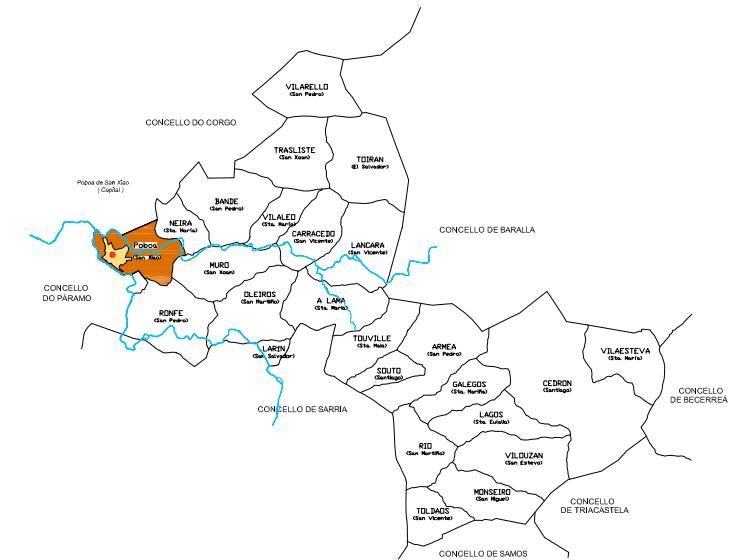 VILARELLO
(San Pedro)
CONCELLO DO CORGO
TRASLISTE
(San Xoan)
TOIRAN
(El Salvador)
Póboa de San Xiao
( Capital )
BANDE
(San Pedro)
NEIRA
(Sta. María)
VILALEO
(Sta. María)
CARRACEDO
(San Vicente)
CONCELLO DE BARALLA
Poboa
(San Xiao)
LANCARA
(San Vicente)
MURO
(San Xoan)
CONCELLO
DO PÁRAMO
OLEIROS
(San Martiño)
A LAMA
(Sta. María)
RONFE
(San Pedro)
TOUVILLE
(Sta. Maia)
ARMEA
(San Pedro)
LARIN
(San Salvador)
VILAESTEVA
(Sta. María)
SOUTO
(Santiago)
GALEGOS
(Sta. Mariña)
CEDRON
(Santiago)
CONCELLO
DE BECERREÁ
CONCELLO DE SARRIA
LAGOS
(Sta. Eulalia)
RIO
(San Martiño)
VILOUZAN
(San Esteva)
MONSEIRO
(San Miguel)
CONCELLO
DE TRIACASTELA
TOLDAOS
(San Vicente)
CONCELLO DE SAMOS